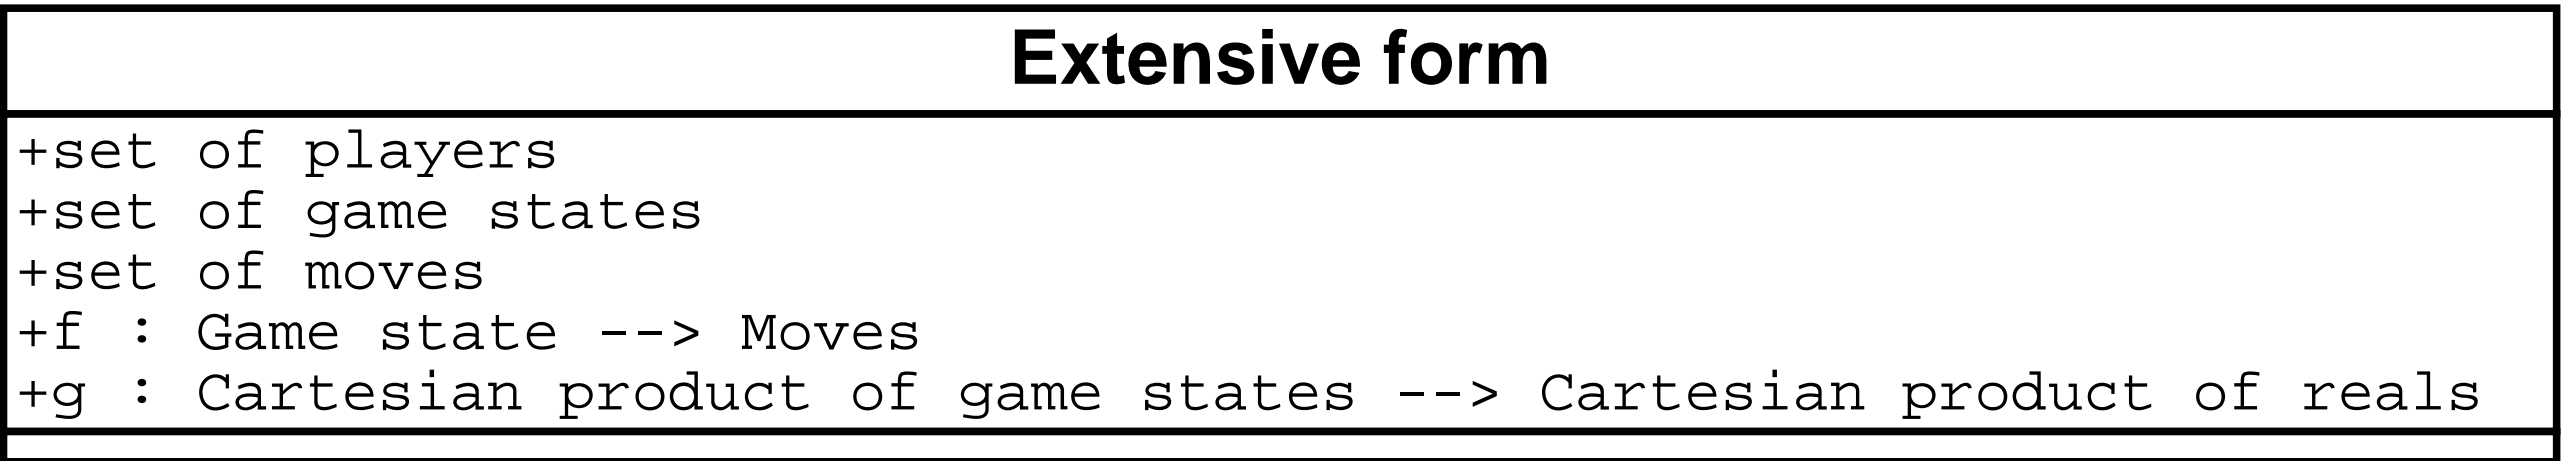 Extensive form
+set of players
+set of game states
+set of moves
+f : Game state --> Moves
+g : Cartesian product of game states --> Cartesian product of reals